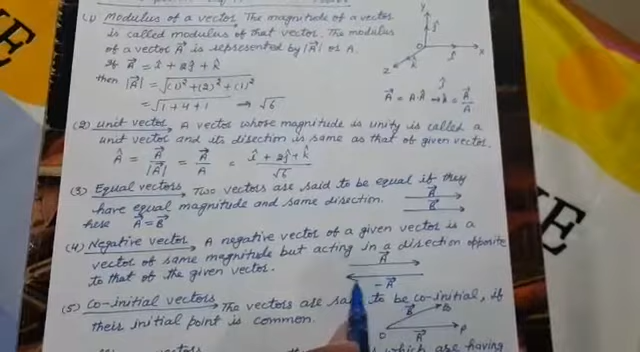 (1) Modulus of a vector The magnitude of a vector
is called modulus of that vector. The modulus
of a vector A⃗ is represented by |A⃗| or A.
If A⃗ = î + 2ĵ + k̂
then |A⃗| = √(1)² + (2)² + (1)²
= √1 + 4 + 1 → √6
y
ĵ
O
x
î
k̂
z
A⃗ = A Â → Â = A⃗/A
(2) unit vector → A vector whose magnitude is unity is called a
unit vector and its direction is same as that of given vector.
Â = A⃗/|A⃗| = A⃗/A = î + 2ĵ + k̂/√6
(3) Equal vectors → Two vectors are said to be equal if they
have equal magnitude and same direction.
here A⃗ = B⃗
A⃗
B⃗
(4) Negative vector → A negative vector of a given vector is a
vector of same magnitude but acting in a direction opposite
to that of the given vector.
A⃗
-A⃗
(5) Co-initial vectors → The vectors are said to be co-initial, if
their initial point is common.
B⃗
O
A⃗
P
which are having